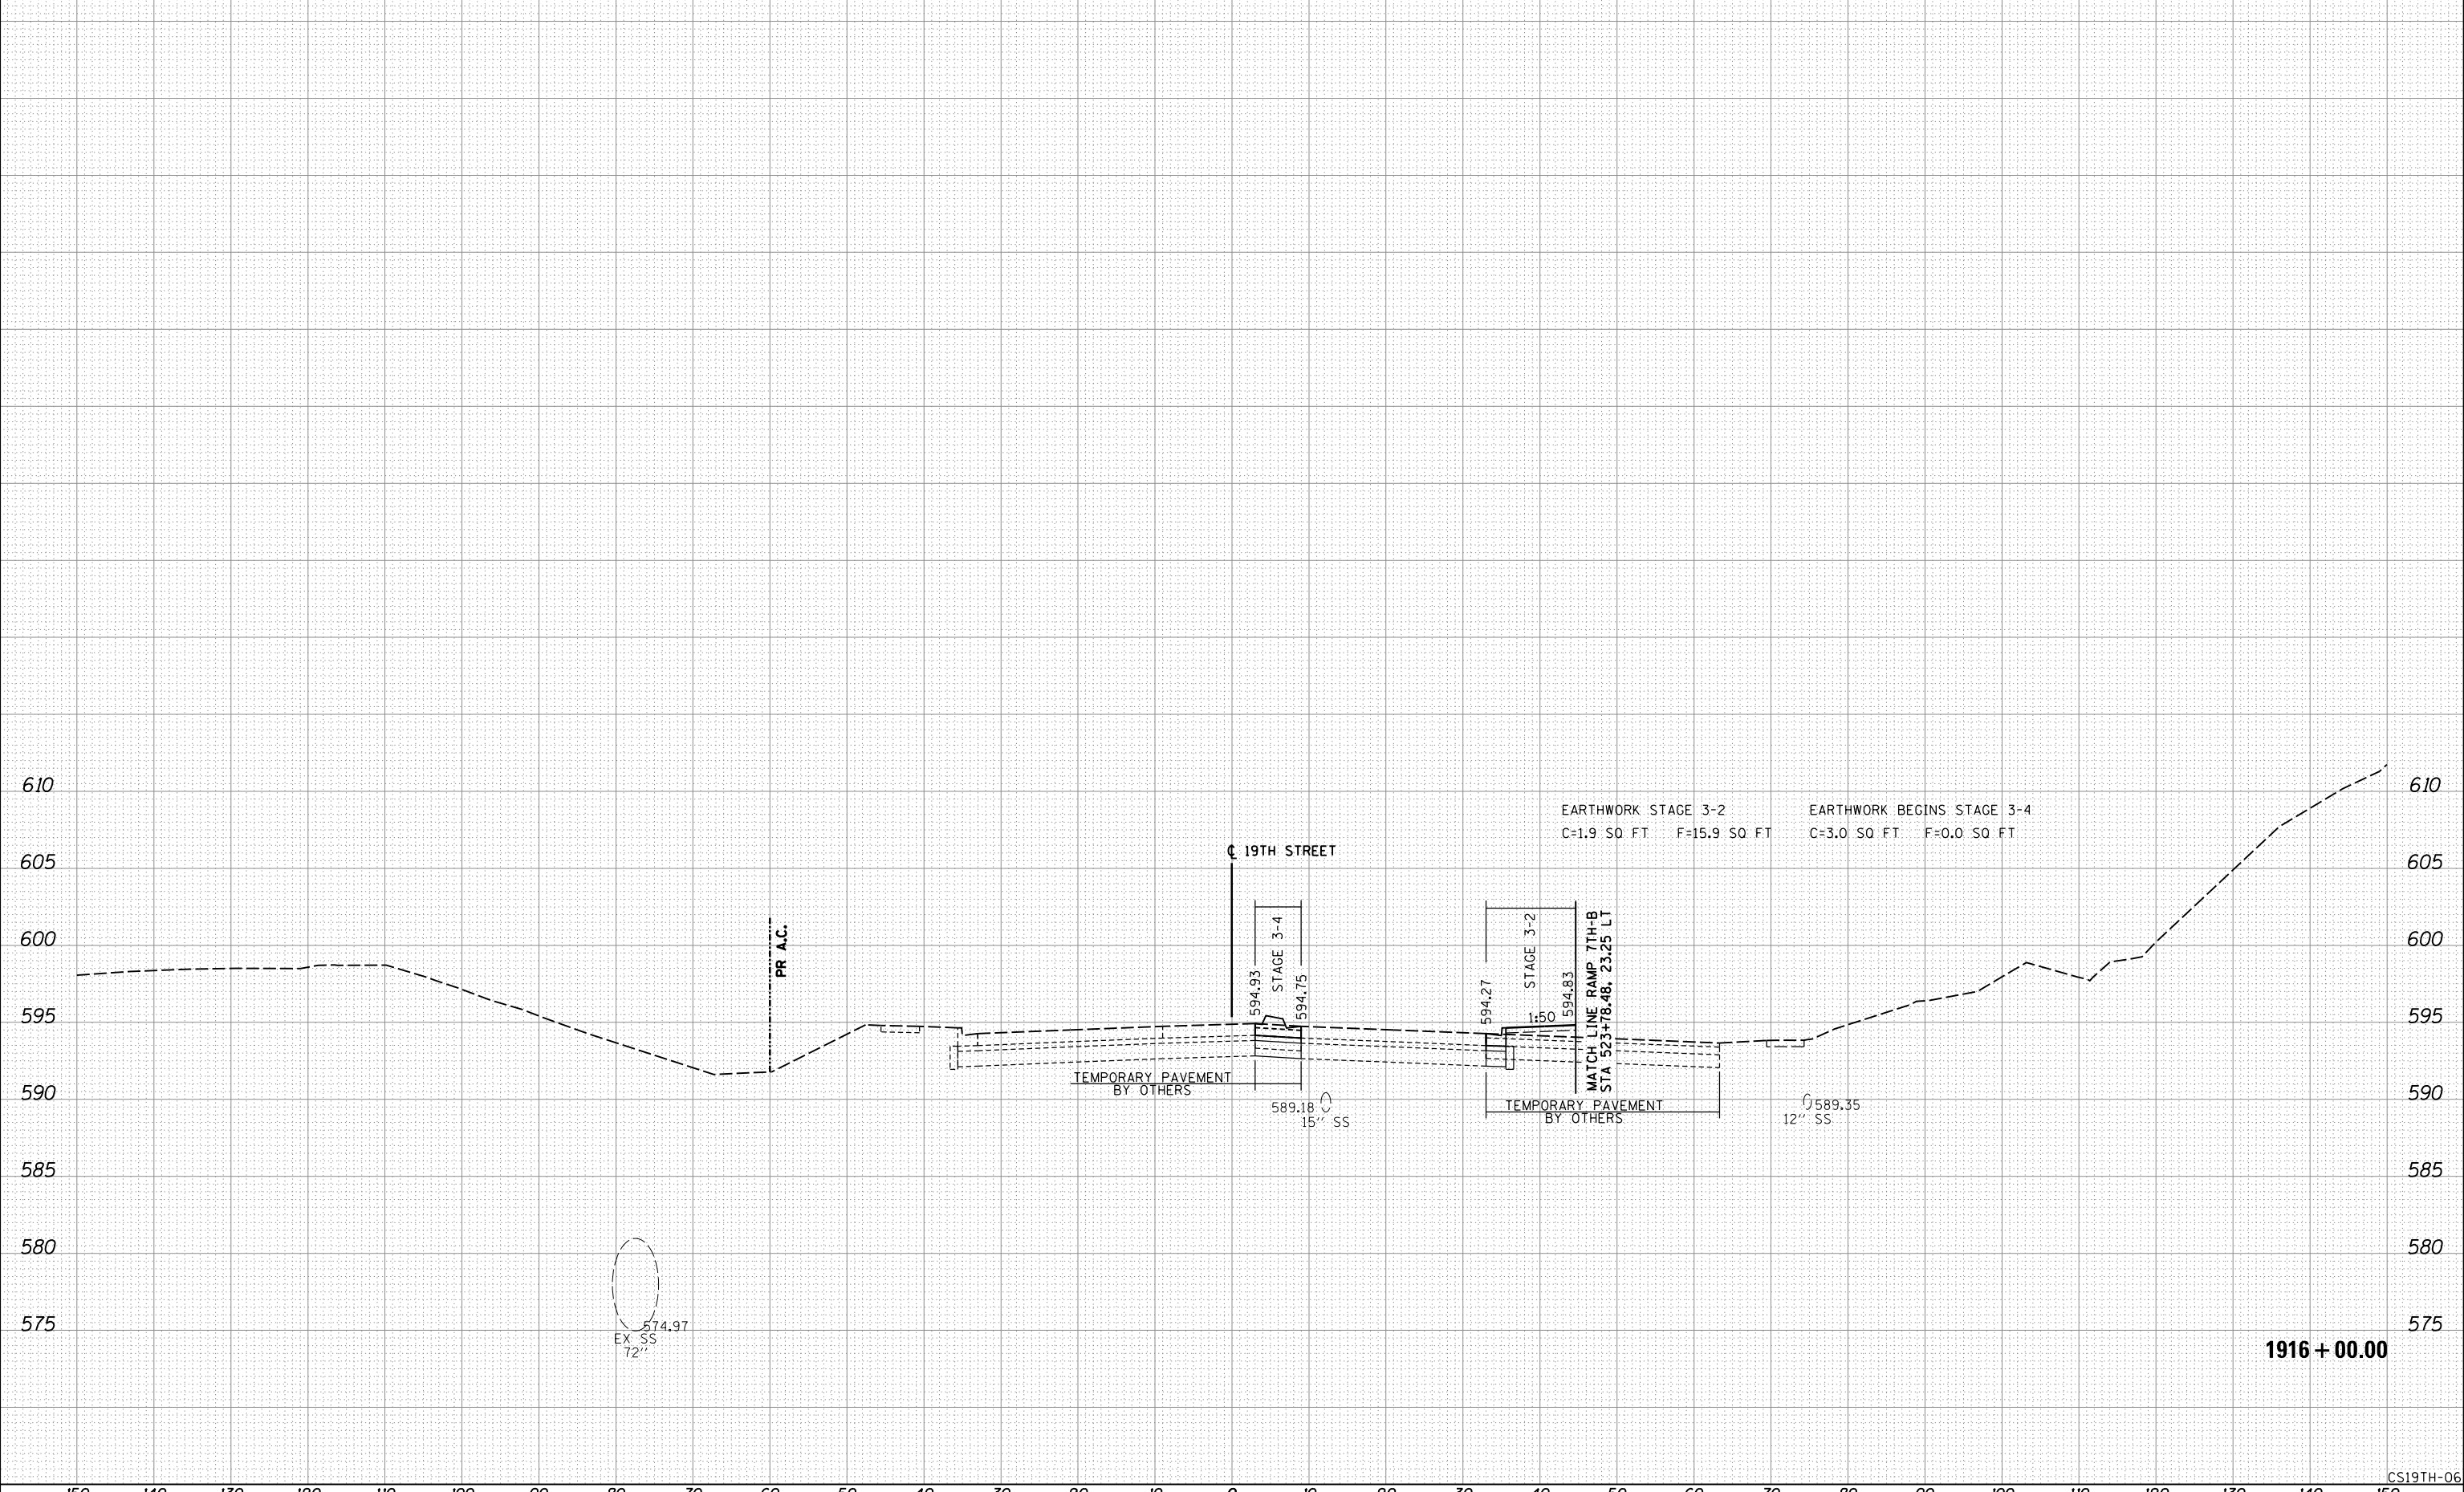 610 610
EARTHWORK STAGE 3-2 EARTHWORK BEGINS STAGE 3-4
C=1.9 SQ FT F=15.9 SQ FT C=3.0 SQ FT F=0.0 SQ FT
℄ 19TH STREET
605 605
600 600
PR A.C.
594.93
STAGE 3-4
594.75
594.27
STAGE 3-2
594.83
1:50
MATCH LINE RAMP 7TH-B
STA 523+78.48, 23.25 LT
595 595
TEMPORARY PAVEMENT
BY OTHERS
590 590
589.18
15'' SS
TEMPORARY PAVEMENT
BY OTHERS
589.35
12'' SS
585 585
580 580
575 575
574.97
EX SS
72''
1916+00.00
CS19TH-06